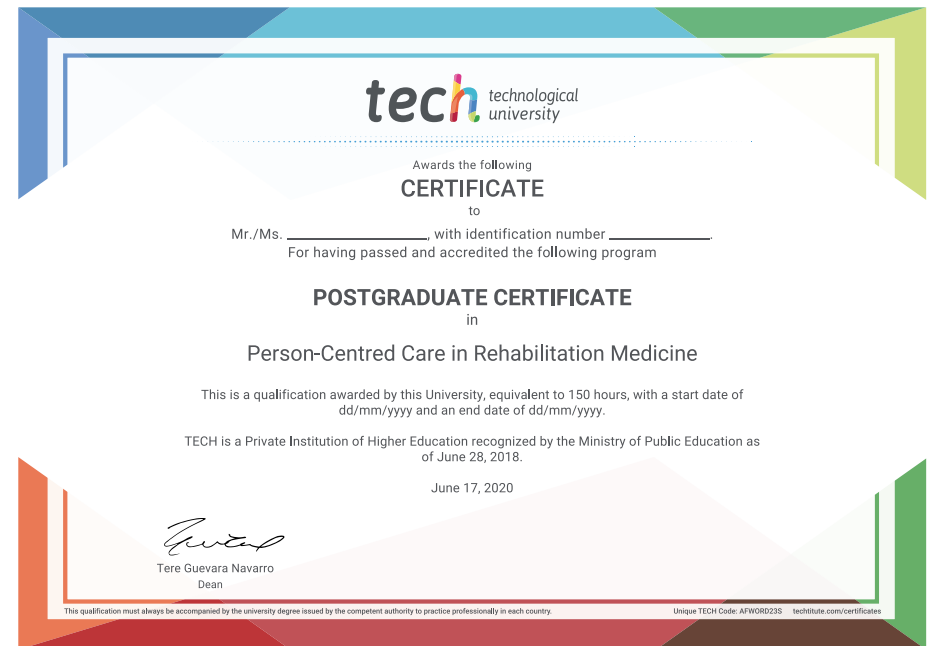 tech technological
university
Awards the following
CERTIFICATE
to
Mr./Ms. ____________________, with identification number ______________.
For having passed and accredited the following program
POSTGRADUATE CERTIFICATE
in
Person-Centred Care in Rehabilitation Medicine
This is a qualification awarded by this University, equivalent to 150 hours, with a start date of
dd/mm/yyyy and an end date of dd/mm/yyyy.
TECH is a Private Institution of Higher Education recognized by the Ministry of Public Education as
of June 28, 2018.
June 17, 2020
Tere Guevara Navarro
Dean
This qualification must always be accompanied by the university degree issued by the competent authority to practice professionally in each country.
Unique TECH Code: AFWORD23S techtitute.com/certificates